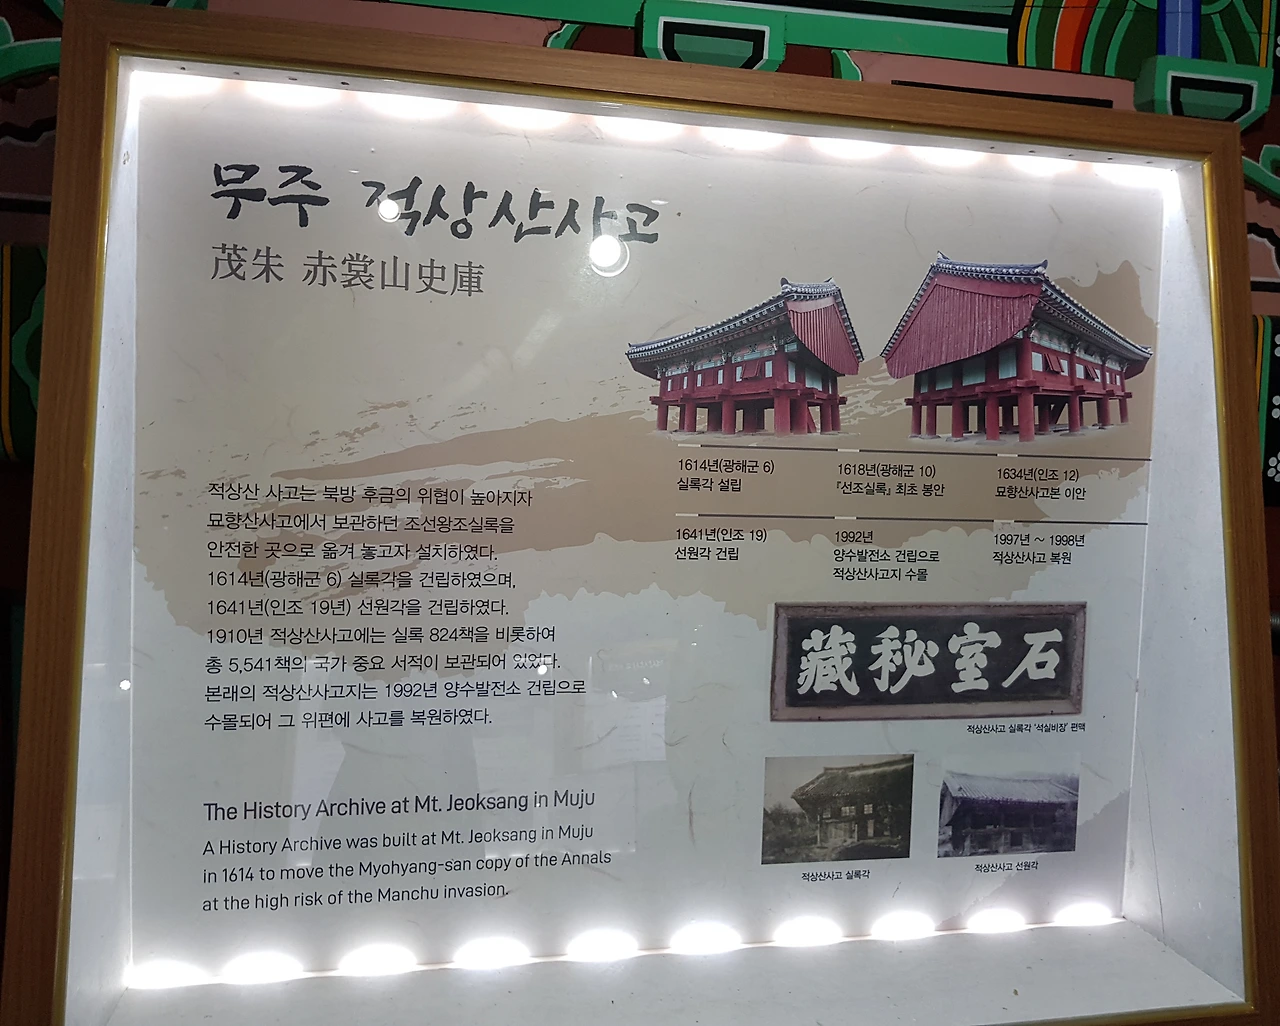 무주 적상산사고
茂朱 赤裳山史庫
적상산 사고는 북방 후금의 위협이 높아지자
묘향산사고에서 보관하던 조선왕조실록을
안전한 곳으로 옮겨 놓고자 설치하였다.
1614년(광해군 6) 실록각을 건립하였으며,
1641년(인조 19년) 선원각을 건립하였다.
1910년 적상산사고에는 실록 824책을 비롯하여
총 5,541책의 국가 중요 서적이 보관되어 있었다.
본래의 적상산사고지는 1992년 양수발전소 건립으로
수몰되어 그 위편에 사고를 복원하였다.
The History Archive at Mt. Jeoksang in Muju
A History Archive was built at Mt. Jeoksang in Muju
in 1614 to move the Myohyang-san copy of the Annals
at the high risk of the Manchu invasion.
1614년(광해군 6)
실록각 설립
1618년(광해군 10)
『선조실록』 최초 봉안
1634년(인조 12)
묘향산사고본 이안
1641년(인조 19)
선원각 건립
1992년
양수발전소 건립으로
적상산사고지 수몰
1997년 ~ 1998년
적상산사고 복원
藏秘室石
적상산사고 실록각 '석실비장' 편액
적상산사고 실록각
적상산사고 선원각